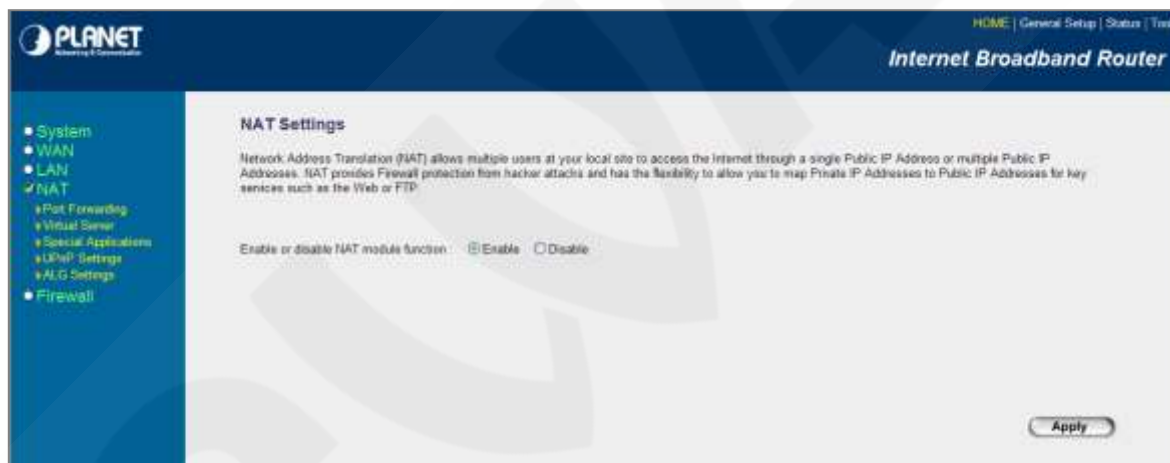 PLANET
Networking & Communication
HOME | General Setup | Status | Too
Internet Broadband Router
System
WAN
LAN
NAT
Port Forwarding
Virtual Server
Special Applications
UPnP Settings
ALG Settings
Firewall
NAT Settings
Network Address Translation (NAT) allows multiple users at your local site to access the Internet through a single Public IP Address or multiple Public IP
Addresses. NAT provides Firewall protection from hacker attacks and has the flexibility to allow you to map Private IP Addresses to Public IP Addresses for key
services such as the Web or FTP.
Enable or disable NAT module function : Enable Disable
Apply